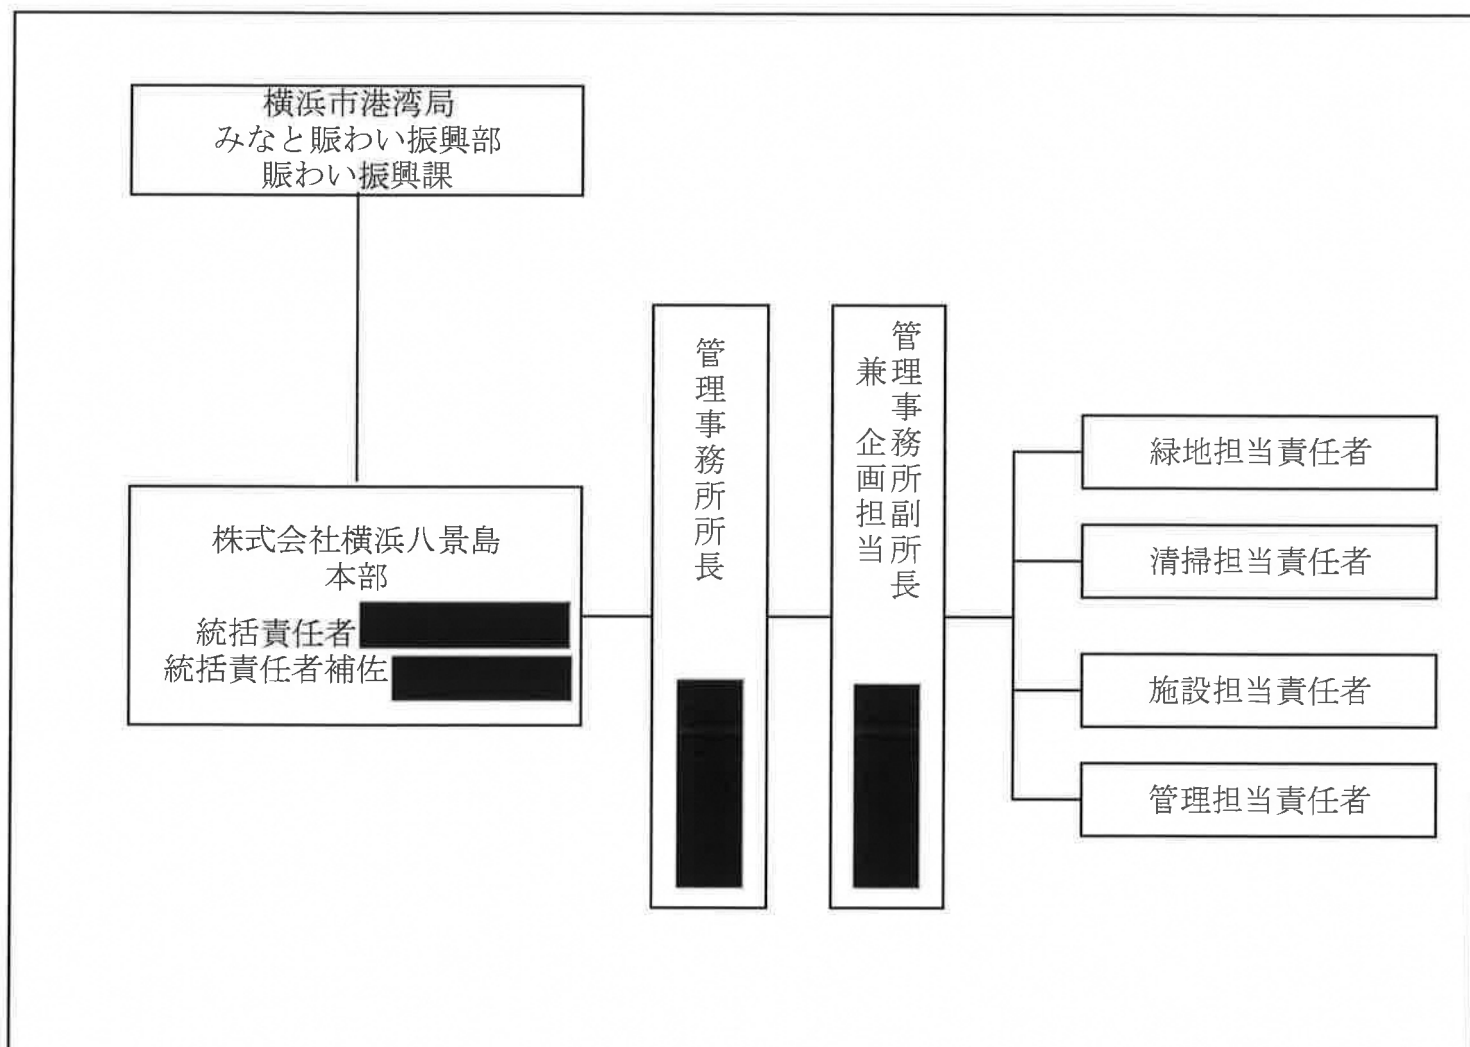 横浜市港湾局
みなと賑わい振興部
賑わい振興課
株式会社横浜八景島
本部
統括責任者
統括責任者補佐
管理事務所所長
管理事務所副所長
兼 企画担当
緑地担当責任者
清掃担当責任者
施設担当責任者
管理担当責任者